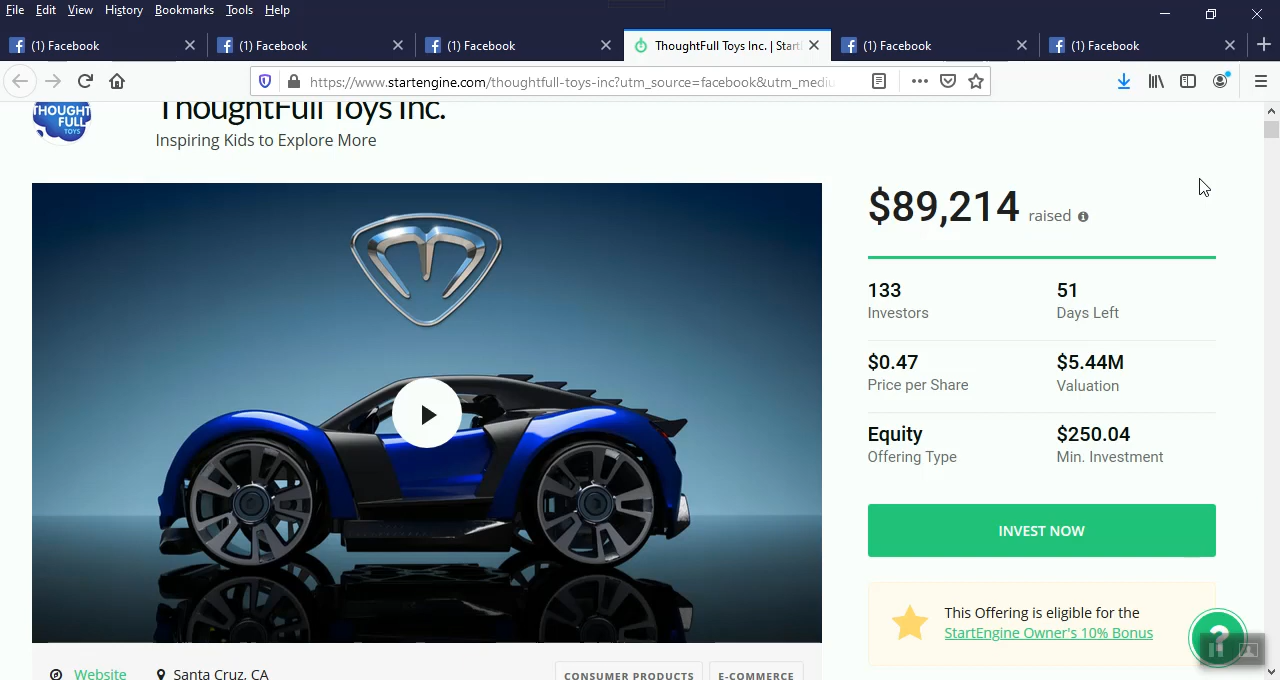 File Edit View History Bookmarks Tools Help
(1) Facebook
(1) Facebook
(1) Facebook
ThoughtFull Toys Inc. | Start
(1) Facebook
(1) Facebook
https://www.startengine.com/thoughtfull-toys-inc?utm_source=facebook&utm_mediu
THOUGHT
FULL
TOYS
ThoughtFull Toys Inc.
Inspiring Kids to Explore More
$89,214 raised
133 51
Investors Days Left
$0.47 $5.44M
Price per Share Valuation
Equity $250.04
Offering Type Min. Investment
INVEST NOW
This Offering is eligible for the
StartEngine Owner's 10% Bonus
?
Website Santa Cruz, CA CONSUMER PRODUCTS E-COMMERCE